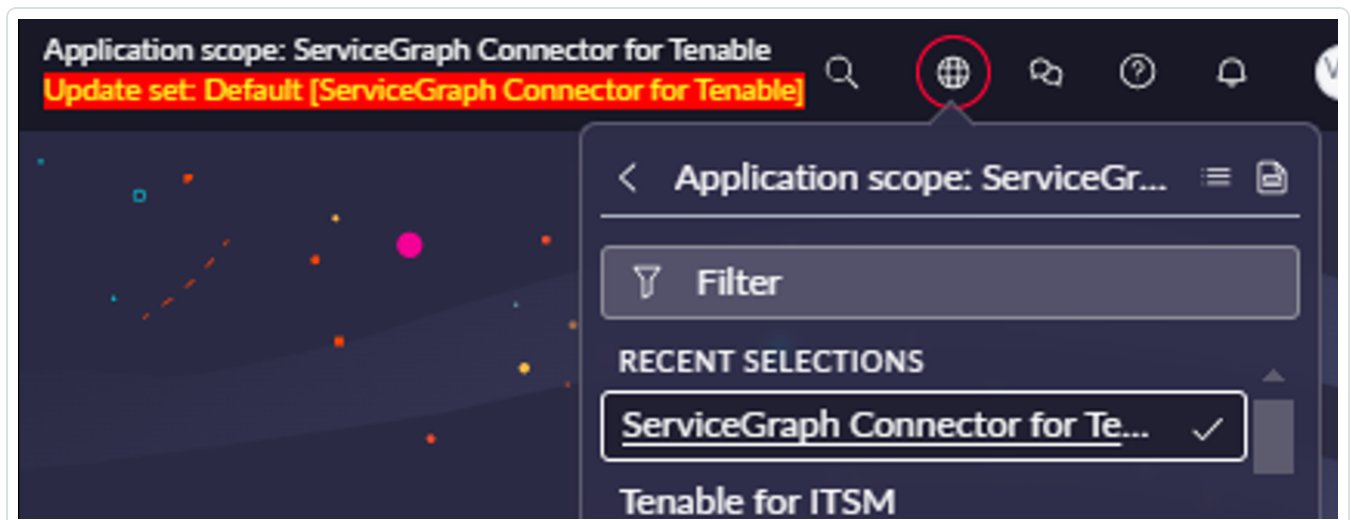 Application scope: ServiceGraph Connector for Tenable
Update set: Default [ServiceGraph Connector for Tenable]
Application scope: ServiceGr...
Filter
RECENT SELECTIONS
ServiceGraph Connector for Te...
Tenable for ITSM